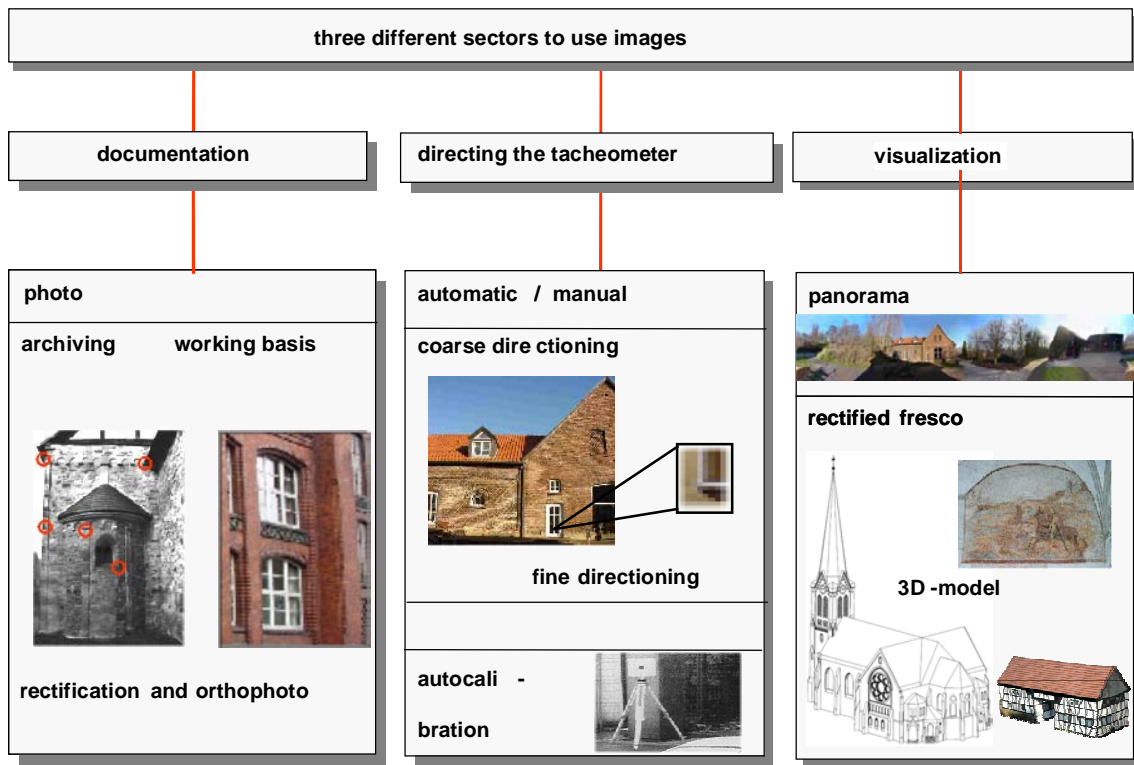 three different sectors to use images
documentation
directing the tacheometer
visualization
photo
archiving working basis
rectification and orthophoto
automatic / manual
coarse dire ctioning
fine directioning
autocali -
bration
panorama
rectified fresco
3D -model